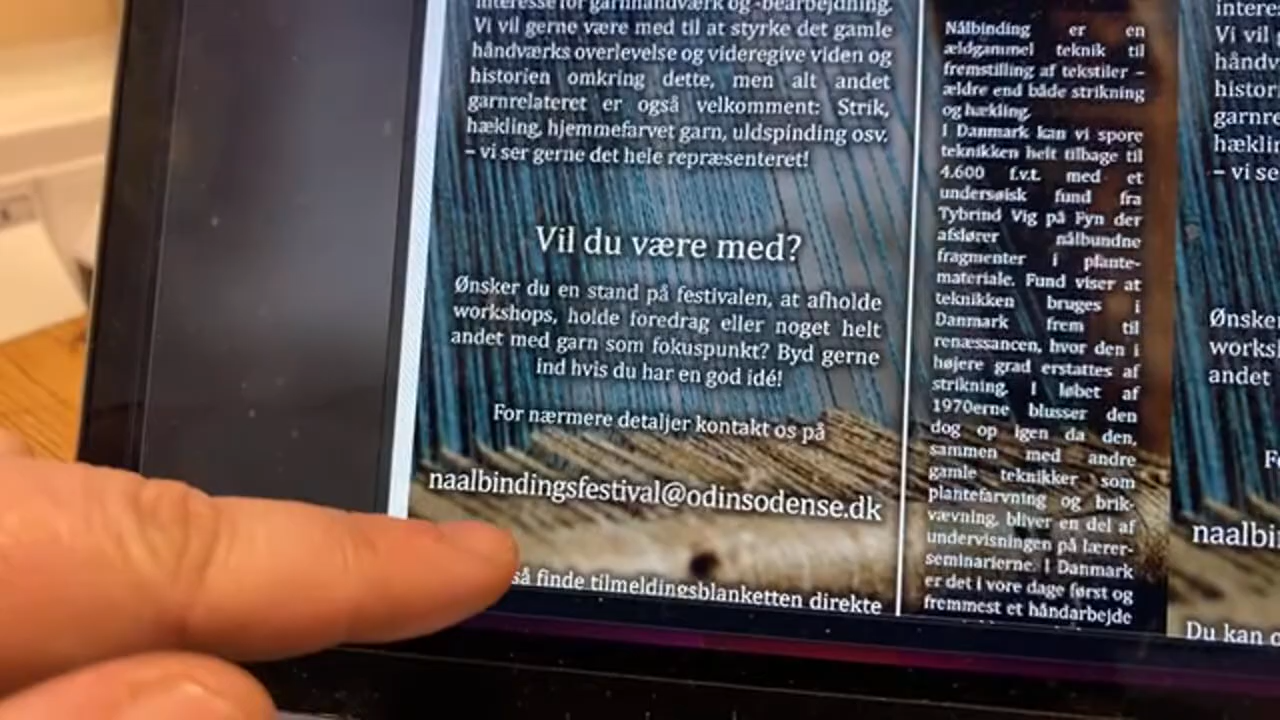 interesse for garnhåndværk og -bearbejdning.
Vi vil gerne være med til at styrke det gamle
håndværks overlevelse og videregive viden og
historien omkring dette, men alt andet
garnrelateret er også velkomment: Strik,
hækling, hjemmefarvet garn, uldspinding osv.
– vi ser gerne det hele repræsenteret!
Vil du være med?
Ønsker du en stand på festivalen, at afholde
workshops, holde foredrag eller noget helt
andet med garn som fokuspunkt? Byd gerne
ind hvis du har en god idé!
For nærmere detaljer kontakt os på
naalbindingsfestival@odinsodense.dk
så finde tilmeldingsblanketten direkte
Nålbinding er en
ældgammel teknik til
fremstilling af tekstiler –
ældre end både strikning
og hækling.
I Danmark kan vi spore
teknikken helt tilbage til
4.600 f.v.t. med et
undersøisk fund fra
Tybrind Vig på Fyn der
afslører nålbundne
fragmenter i plante-
materiale. Fund viser at
teknikken bruges i
Danmark frem til
renæssancen, hvor den i
højere grad erstattes af
strikning. I løbet af
1970erne blusser den
dog op igen da den,
sammen med andre
gamle teknikker som
plantefarvning og brik-
vævning, bliver en del af
undervisningen på lærer-
seminarierne. I Danmark
er det i vore dage først og
fremmest et håndarbejde
interes
Vi vil
håndv
histor
garnre
hæklin
– vi se
Ønsker
works
andet
Fo
naalbi
Du kan o